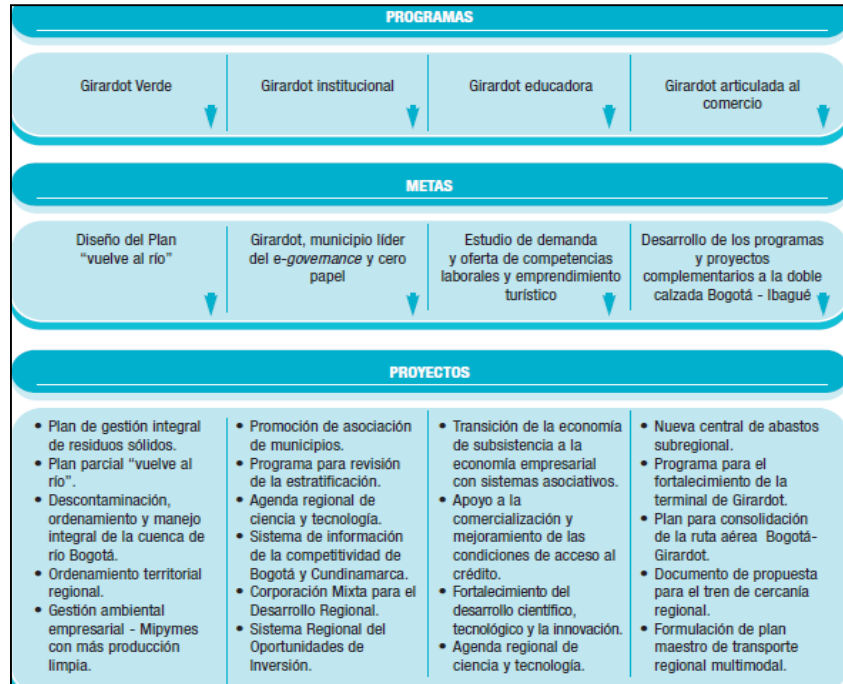 PROGRAMAS
Girardot Verde
Girardot institucional
Girardot educadora
Girardot articulada al
comercio
METAS
Diseño del Plan
“vuelve al río”
Girardot, municipio líder
del e-governance y cero
papel
Estudio de demanda
y oferta de competencias
laborales y emprendimiento
turístico
Desarrollo de los programas
y proyectos
complementarios a la doble
calzada Bogotá - Ibagué
PROYECTOS
• Plan de gestión integral
de residuos sólidos.
• Plan parcial “vuelve al
río”.
• Descontaminación,
ordenamiento y manejo
integral de la cuenca de
río Bogotá.
• Ordenamiento territorial
regional.
• Gestión ambiental
empresarial - Mipymes
con más producción
limpia.
• Promoción de asociación
de municipios.
• Programa para revisión
de la estratificación.
• Agenda regional de
ciencia y tecnología.
• Sistema de información
de la competitividad de
Bogotá y Cundinamarca.
• Corporación Mixta para el
Desarrollo Regional.
• Sistema Regional del
Oportunidades de
Inversión.
• Transición de la economía
de subsistencia a la
economía empresarial
con sistemas asociativos.
• Apoyo a la
comercialización y
mejoramiento de las
condiciones de acceso al
crédito.
• Fortalecimiento del
desarrollo científico,
tecnológico y la innovación.
• Agenda regional de
ciencia y tecnología.
• Nueva central de abastos
subregional.
• Programa para el
fortalecimiento de la
terminal de Girardot.
• Plan para consolidación
de la ruta aérea Bogotá-
Girardot.
• Documento de propuesta
para el tren de cercanía
regional.
• Formulación de plan
maestro de transporte
regional multimodal.